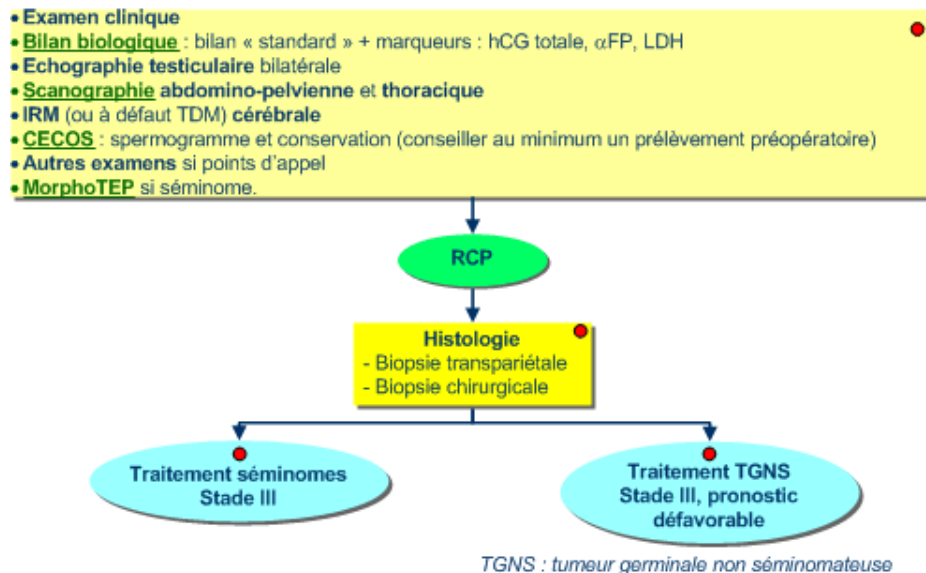 • Examen clinique
• Bilan biologique : bilan « standard » + marqueurs : hCG totale, αFP, LDH
• Echographie testiculaire bilatérale
• Scanographie abdomino-pelvienne et thoracique
• IRM (ou à défaut TDM) cérébrale
• CECOS : spermogramme et conservation (conseiller au minimum un prélèvement préopératoire)
• Autres examens si points d'appel
• MorphoTEP si séminome.
RCP
Histologie
- Biopsie transpariétale
- Biopsie chirurgicale
Traitement séminomes
Stade III
Traitement TGNS
Stade III, pronostic
défavorable
TGNS : tumeur germinale non séminomateuse